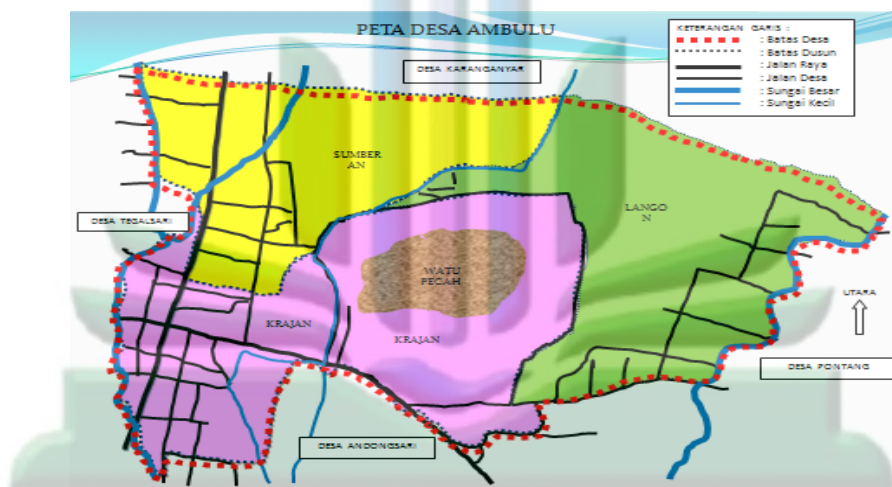 PETA DESA AMBULU
KETERANGAN GARIS :
: Batas Desa
: Batas Dusun
: Jalan Raya
: Jalan Desa
: Sungai Besar
: Sungai Kecil
DESA KARANGANYAR
SUMBER
AN
LANGO
N
DESA TEGALSARI
WATU
PECAH
UTARA
KRAJAN
KRAJAN
DESA PONTANG
DESA ANDONGSARI